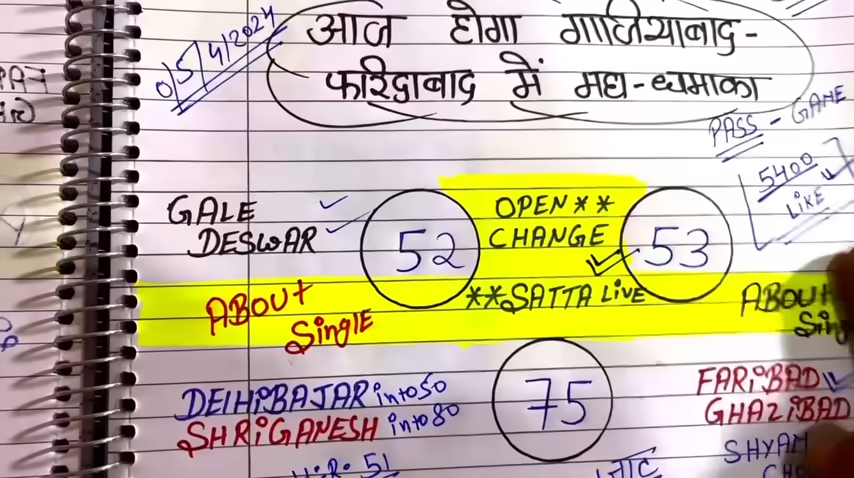 05/4/2024
आज होगा गाजियाबाद-
फरिदाबाद में महा-धमाका
PASS - GAME
5400
LIKE
GALE
DESWAR
52
OPEN**
CHANGE
53
**SATTA LIVE
ABOUT
Single
ABOUT
75
DElHiBAJAR into 50
SHRiGANESH into 80
FARiBAD
GHAZiBAD
SHYAM
51